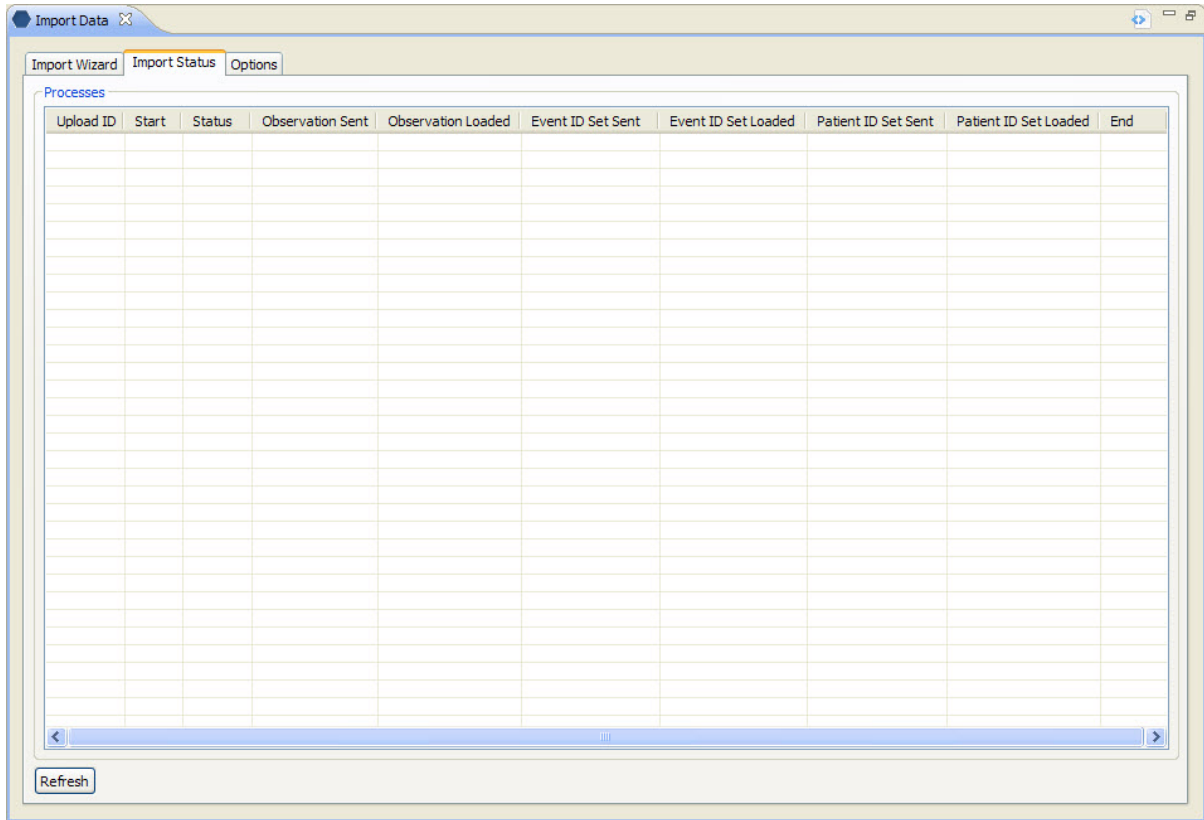 Import Data
Import Wizard Import Status Options
Processes
Upload ID Start Status Observation Sent Observation Loaded Event ID Set Sent Event ID Set Loaded Patient ID Set Sent Patient ID Set Loaded End
Refresh